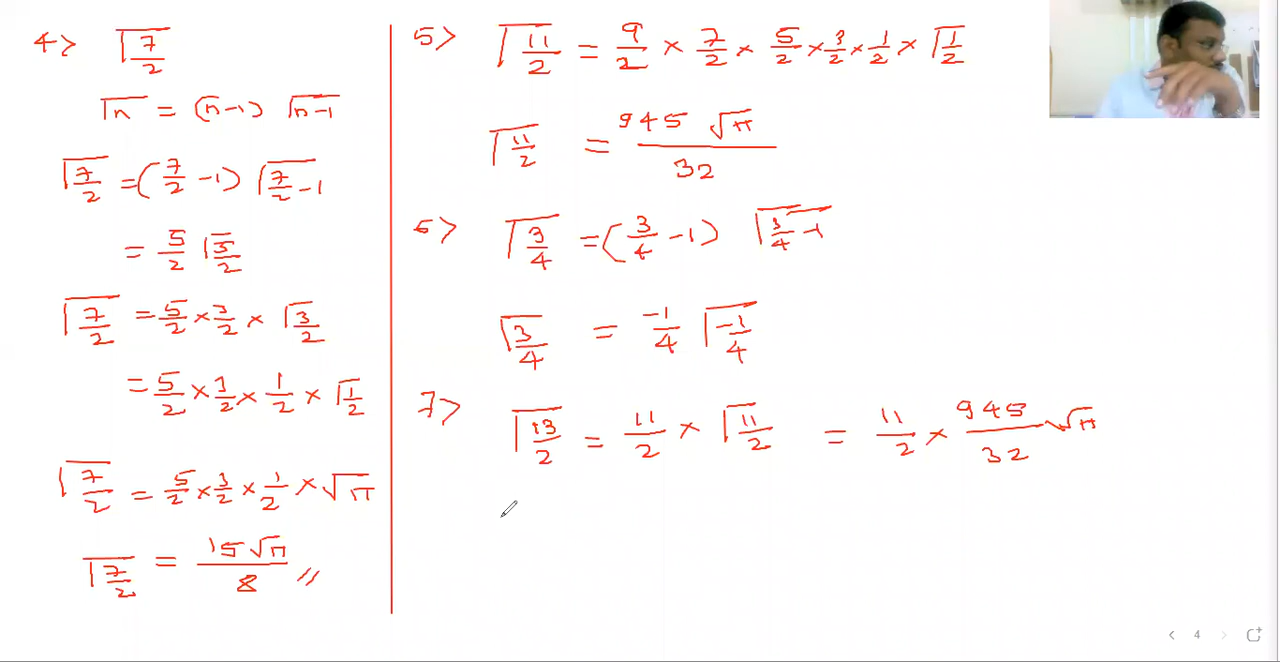 4> Γ7/2
Γn = (n-1) Γn-1
Γ7/2 = (7/2 -1) Γ7/2 -1
= 5/2 Γ5/2
Γ7/2 = 5/2 × 3/2 × Γ3/2
= 5/2 × 3/2 × 1/2 × Γ1/2
Γ7/2 = 5/2 × 3/2 × 1/2 × √π
Γ7/2 = 15√π/8 //
5> Γ11/2 = 9/2 × 7/2 × 5/2 × 3/2 × 1/2 × Γ1/2
Γ11/2 = 945 √π/32
6> Γ3/4 = (3/4 -1) Γ3/4 -1
Γ3/4 = -1/4 Γ-1/4
7> Γ13/2 = 11/2 × Γ11/2 = 11/2 × 945/32 √π
< 4 >